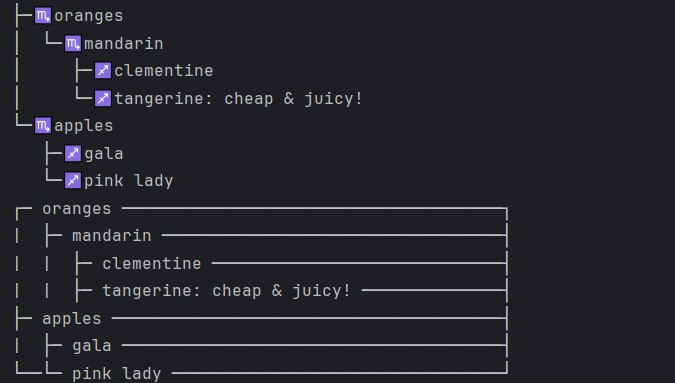 ├─♏oranges
│  └─♏mandarin
│     ├─♐clementine
│     └─♐tangerine: cheap & juicy!
└─♏apples
   ├─♐gala
   └─♐pink lady
┌─ oranges ──────────────────────────────────────┐
|  ├─ mandarin ──────────────────────────────────┤
|  |  ├─ clementine ─────────────────────────────┤
|  |  ├─ tangerine: cheap & juicy! ──────────────┤
├─ apples ───────────────────────────────────────┤
|  ├─ gala ──────────────────────────────────────┤
└──└─ pink lady ─────────────────────────────────┘